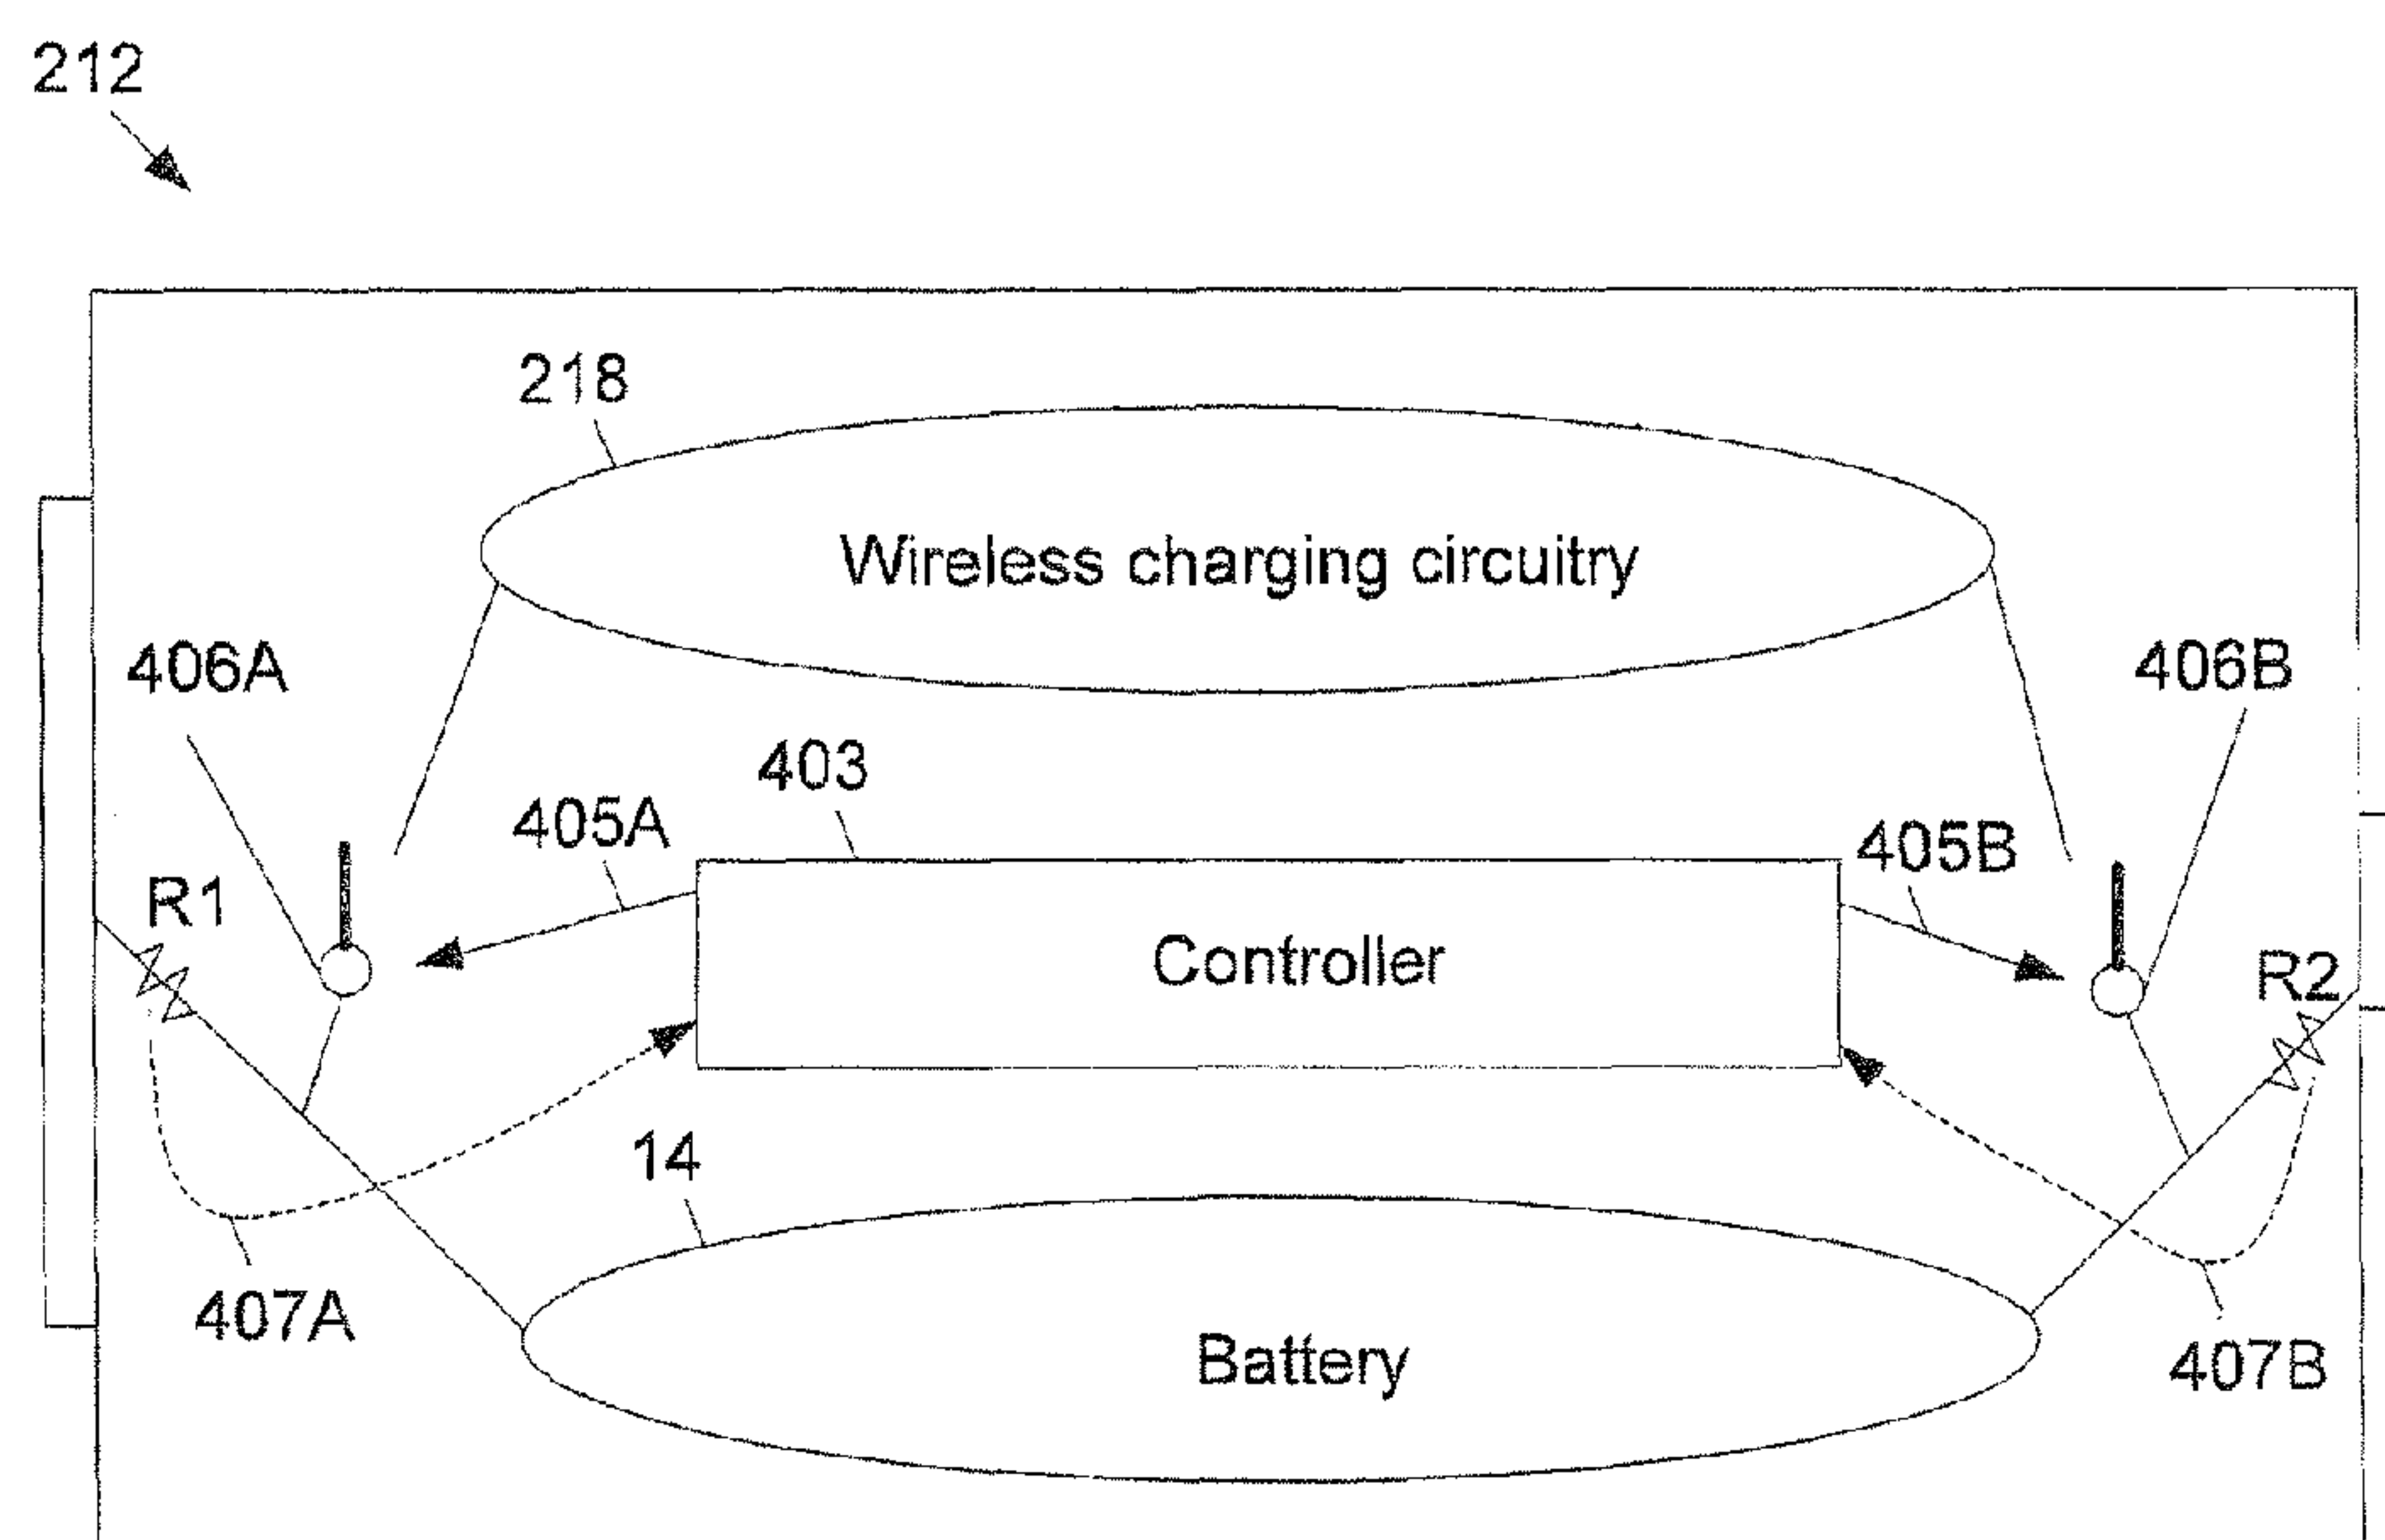 212
218
Wireless charging circuitry
406A
406B
403
405A
405B
R1
Controller
R2
14
407A
Battery
407B